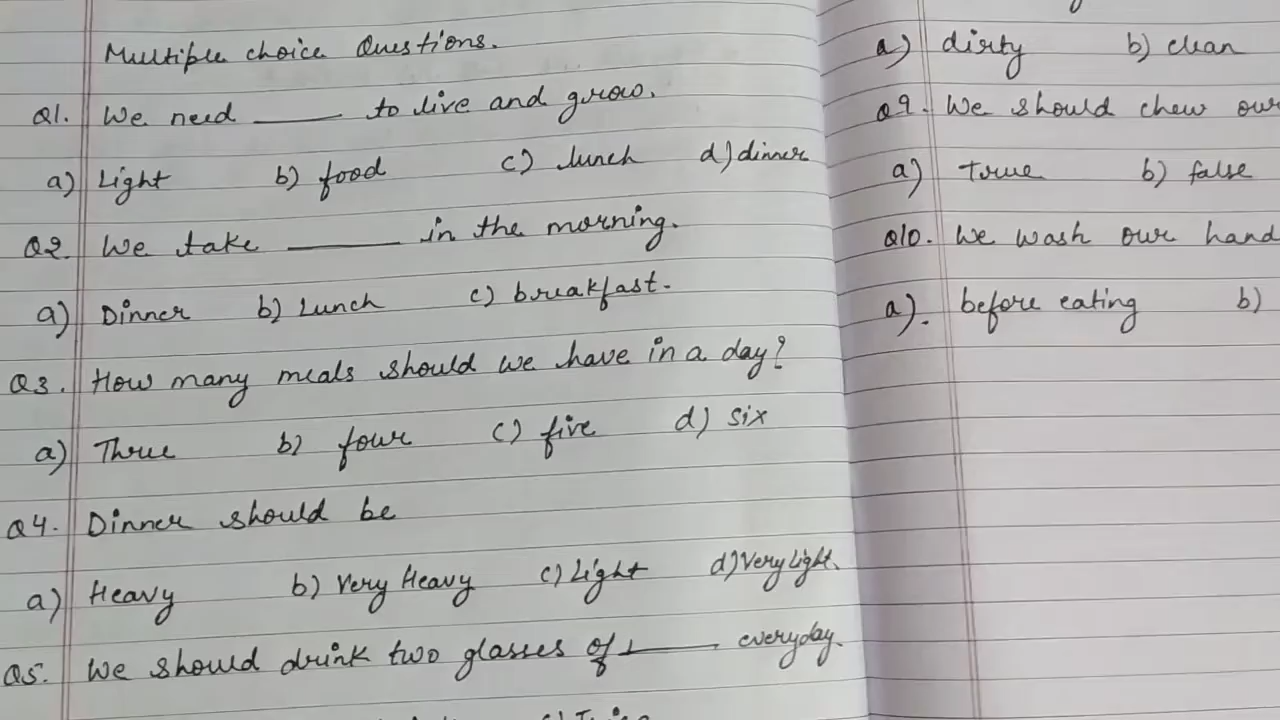 Multiple choice Questions.
Q1. We need ____ to live and grow.
a) Light b) food c) lunch d) dinner
Q2. We take ____ in the morning.
a) Dinner b) Lunch c) breakfast.
Q3. How many meals should we have in a day?
a) Three b) four c) five d) six
Q4. Dinner should be
a) Heavy b) Very Heavy c) Light d) Very Light.
Q5. We should drink two glasses of ____ everyday.
a) dirty b) clean
Q9. We should chew our
a) True b) false
Q10. We wash our hand
a). before eating b)